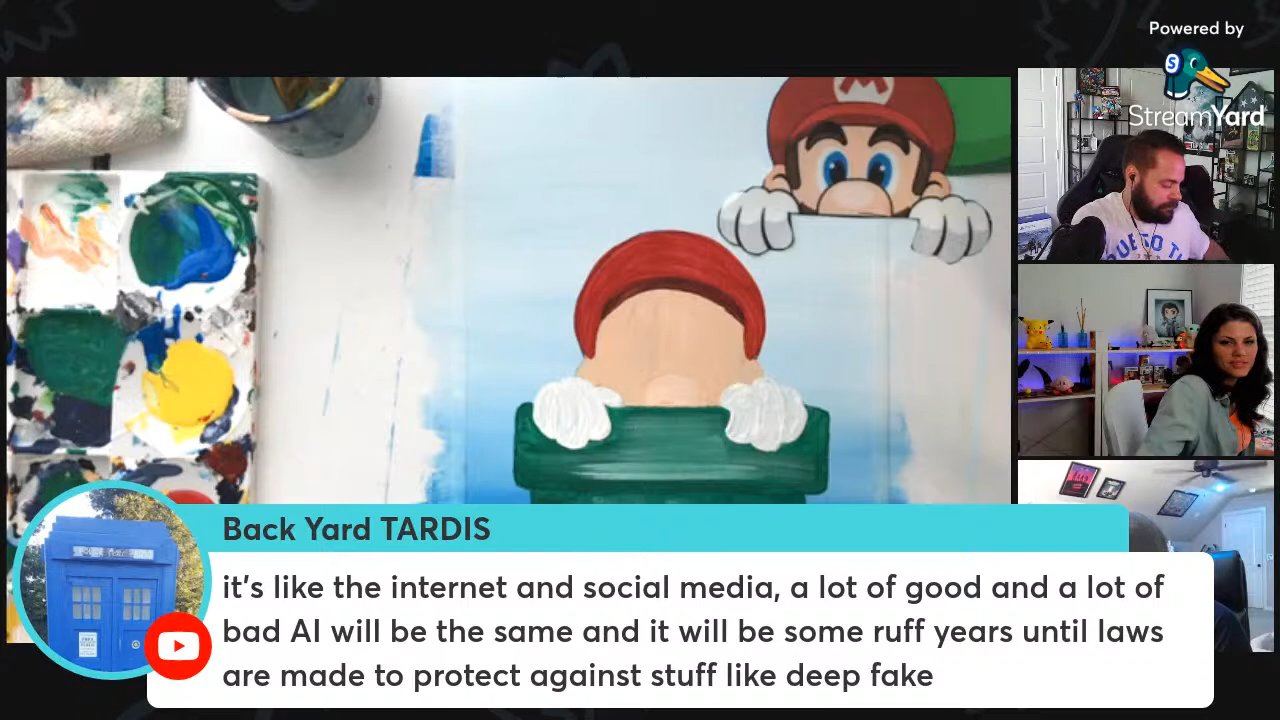 Powered by
StreamYard
M
Back Yard TARDIS
it's like the internet and social media, a lot of good and a lot of
bad AI will be the same and it will be some ruff years until laws
are made to protect against stuff like deep fake